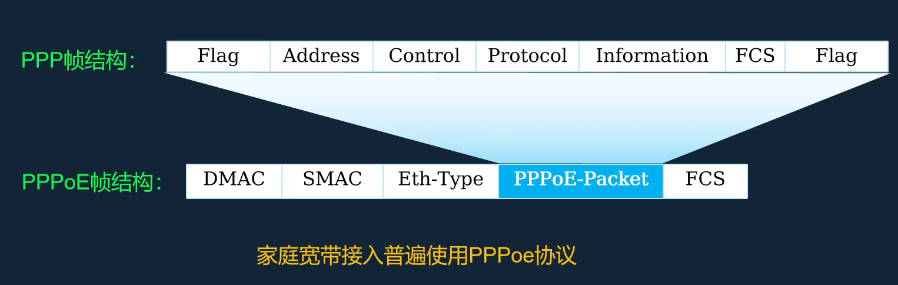 PPP帧结构：
Flag Address Control Protocol Information FCS Flag
PPPoE帧结构：
DMAC SMAC Eth-Type PPPoE-Packet FCS
家庭宽带接入普遍使用PPPoe协议